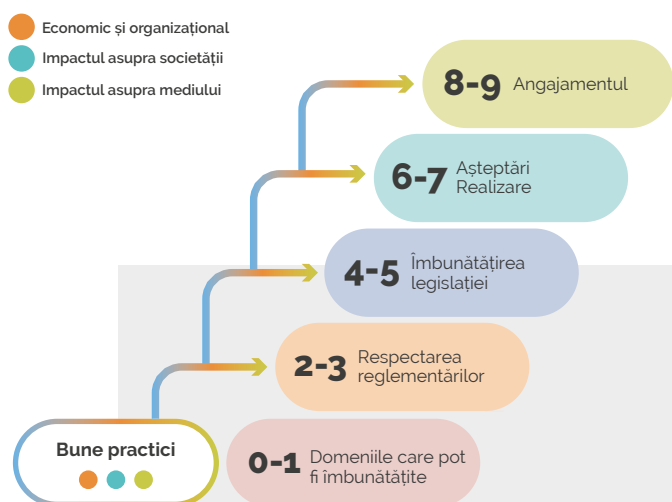 Economic și organizațional
Impactul asupra societății
Impactul asupra mediului
8-9 Angajamentul
6-7 Așteptări
Realizare
4-5 Îmbunătățirea
legislației
2-3 Respectarea
reglementărilor
Bune practici
0-1 Domeniile care pot
fi îmbunătățite